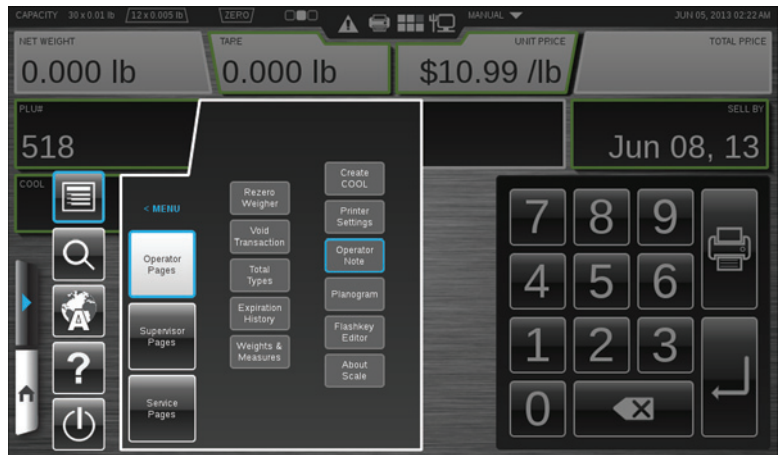 CAPACITY 30 x 0.01 lb 12 x 0.005 lb ZERO MANUAL JUN 05, 2013 02:22 AM
NET WEIGHT TARE UNIT PRICE TOTAL PRICE
0.000 lb 0.000 lb $10.99 /lb
PLU# SELL BY
518 Jun 08, 13
COOL
< MENU
Operator
Pages
Supervisor
Pages
Service
Pages
Rezero
Weigher
Void
Transaction
Total
Types
Expiration
History
Weights &
Measures
Create
COOL
Printer
Settings
Operator
Note
Planogram
Flashkey
Editor
About
Scale
A
?
7 8 9
4 5 6
1 2 3
0